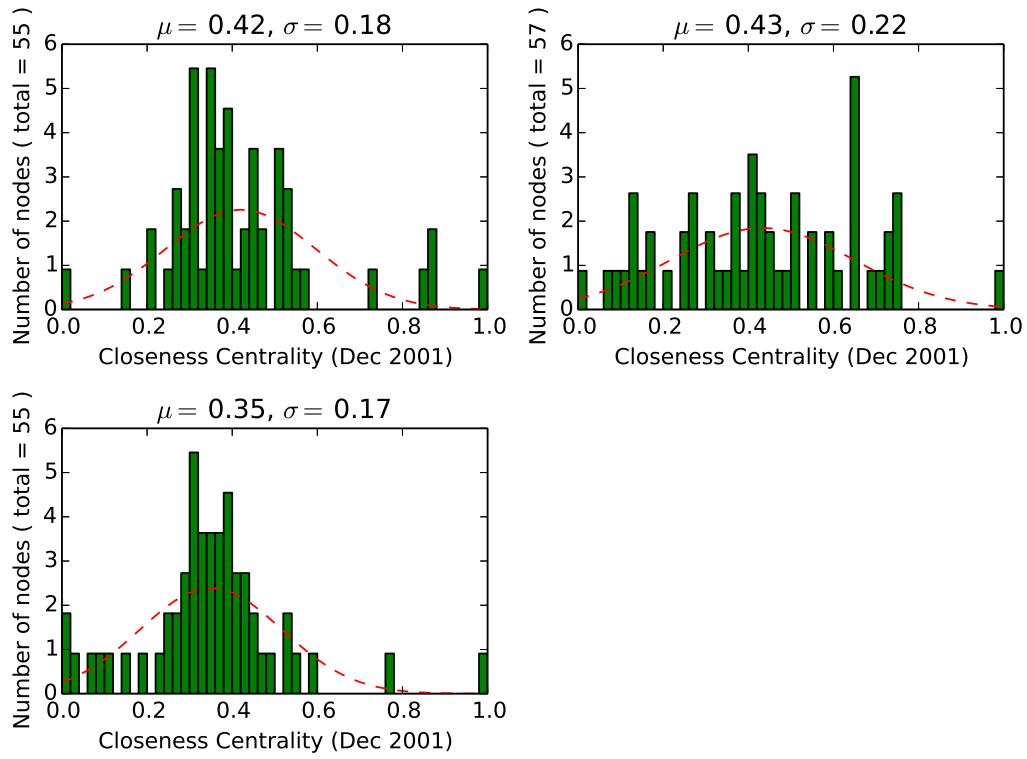 μ = 0.42, σ = 0.18
Number of nodes ( total = 55 )
6
5
4
3
2
1
0
0.0 0.2 0.4 0.6 0.8 1.0
Closeness Centrality (Dec 2001)
μ = 0.43, σ = 0.22
Number of nodes ( total = 57 )
6
5
4
3
2
1
0
0.0 0.2 0.4 0.6 0.8 1.0
Closeness Centrality (Dec 2001)
μ = 0.35, σ = 0.17
Number of nodes ( total = 55 )
6
5
4
3
2
1
0
0.0 0.2 0.4 0.6 0.8 1.0
Closeness Centrality (Dec 2001)